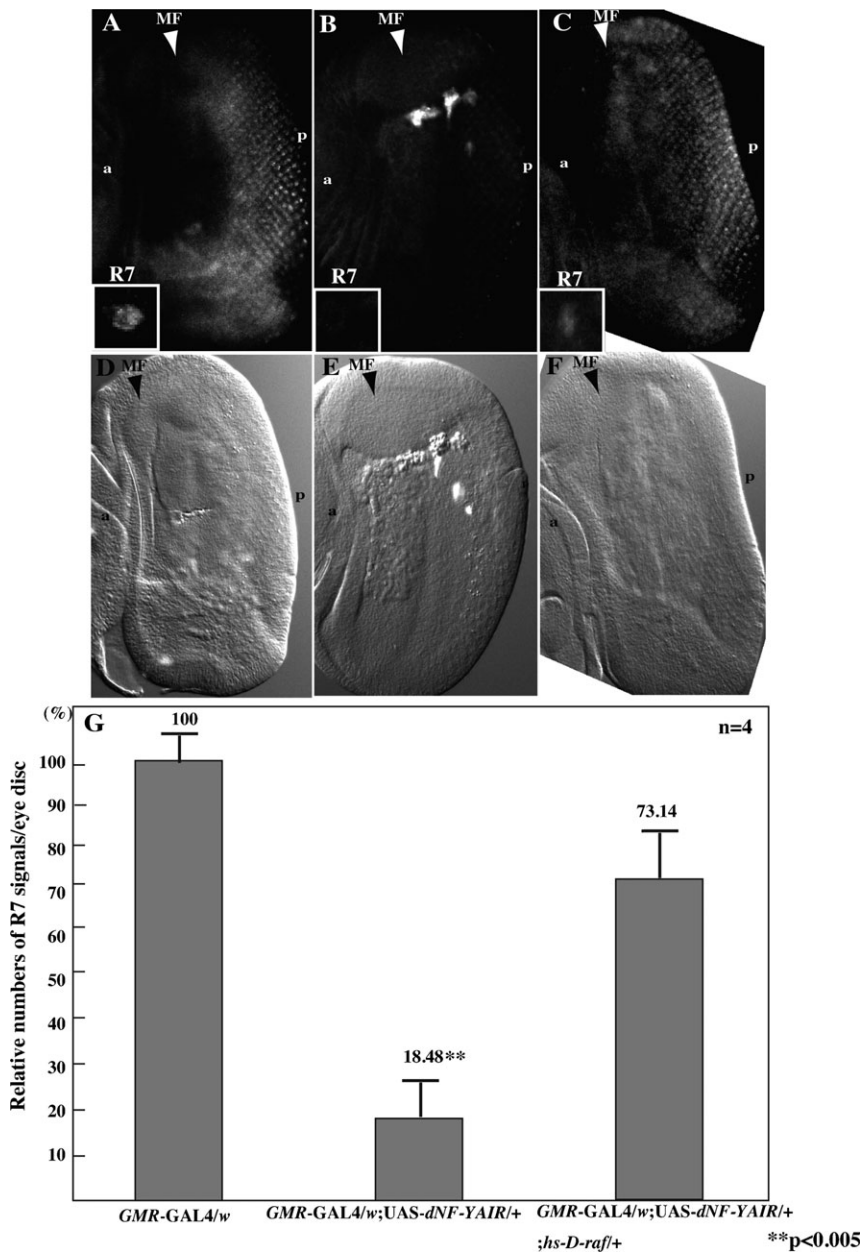 A MF
B MF
C MF
a p
a p
a p
R7
R7
D MF
E MF
F MF
a p
a
a p
(%)
G
n=4
100
18.48**
73.14
100
90
80
70
60
50
40
30
20
10
Relative numbers of R7 signals/eye disc
GMR-GAL4/w
GMR-GAL4/w;UAS-dNF-YAIR/+
GMR-GAL4/w;UAS-dNF-YAIR/+
;hs-D-raf/+
**p<0.005